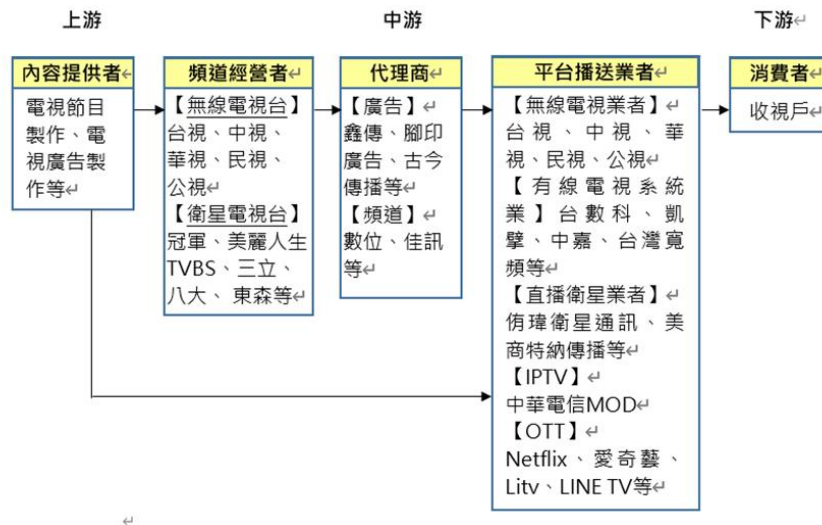 上游
中游
下游
內容提供者
電視節目
製作、電
視廣告製
作等
頻道經營者
【無線電視台】
台視、中視、
華視、民視、
公視
【衛星電視台】
冠軍、美麗人生
TVBS、三立、
八大、 東森等
代理商
【廣告】
鑫傳、腳印
廣告、古今
傳播等
【頻道】
數位、佳訊
等
平台播送業者
【無線電視業者】
台視、中視、華
視、民視、公視
【有線電視系統
業】台數科、凱
擘、中嘉、台灣寬
頻等
【直播衛星業者】
侑瑋衛星通訊、美
商特納傳播等
【IPTV】
中華電信MOD
【OTT】
Netflix、愛奇藝、
Litv、LINE TV等
消費者
收視戶